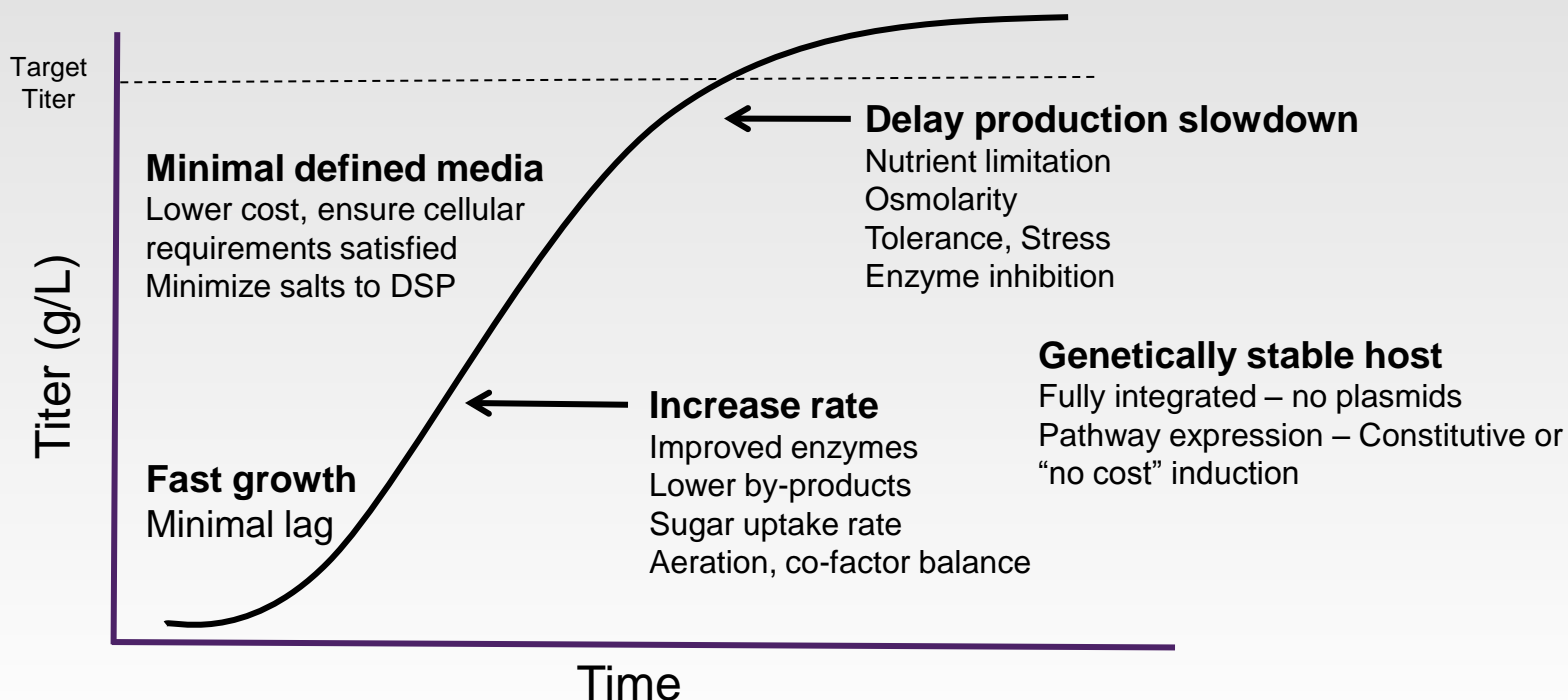 Target
Titer
Minimal defined media
Lower cost, ensure cellular
requirements satisfied
Minimize salts to DSP
Delay production slowdown
Nutrient limitation
Osmolarity
Tolerance, Stress
Enzyme inhibition
Titer (g/L)
Fast growth
Minimal lag
Increase rate
Improved enzymes
Lower by-products
Sugar uptake rate
Aeration, co-factor balance
Genetically stable host
Fully integrated – no plasmids
Pathway expression – Constitutive or
“no cost” induction
Time